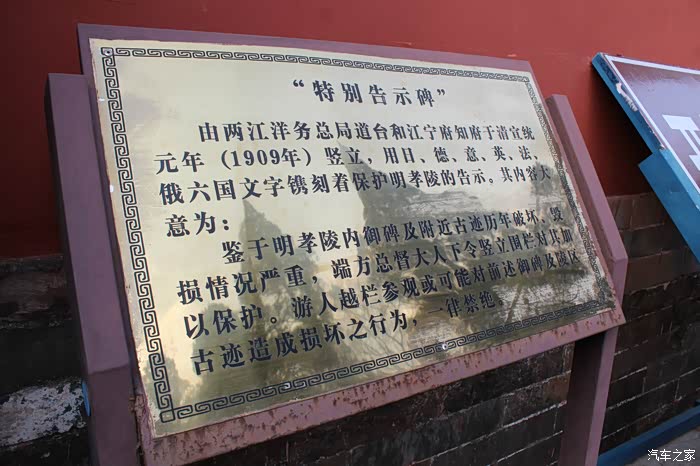 “特别告示碑”
由两江洋务总局道台和江宁府知府于清宣统
元年（1909年）竖立，用日、德、意、英、法、
俄六国文字镌刻着保护明孝陵的告示。其内容大
意为：
鉴于明孝陵内御碑及附近古迹历年破坏、毁
损情况严重，端方总督大人下令竖立围栏对其加
以保护。游人越栏参观或可能对前述御碑及陵区
古迹造成损坏之行为，一律禁绝
汽车之家